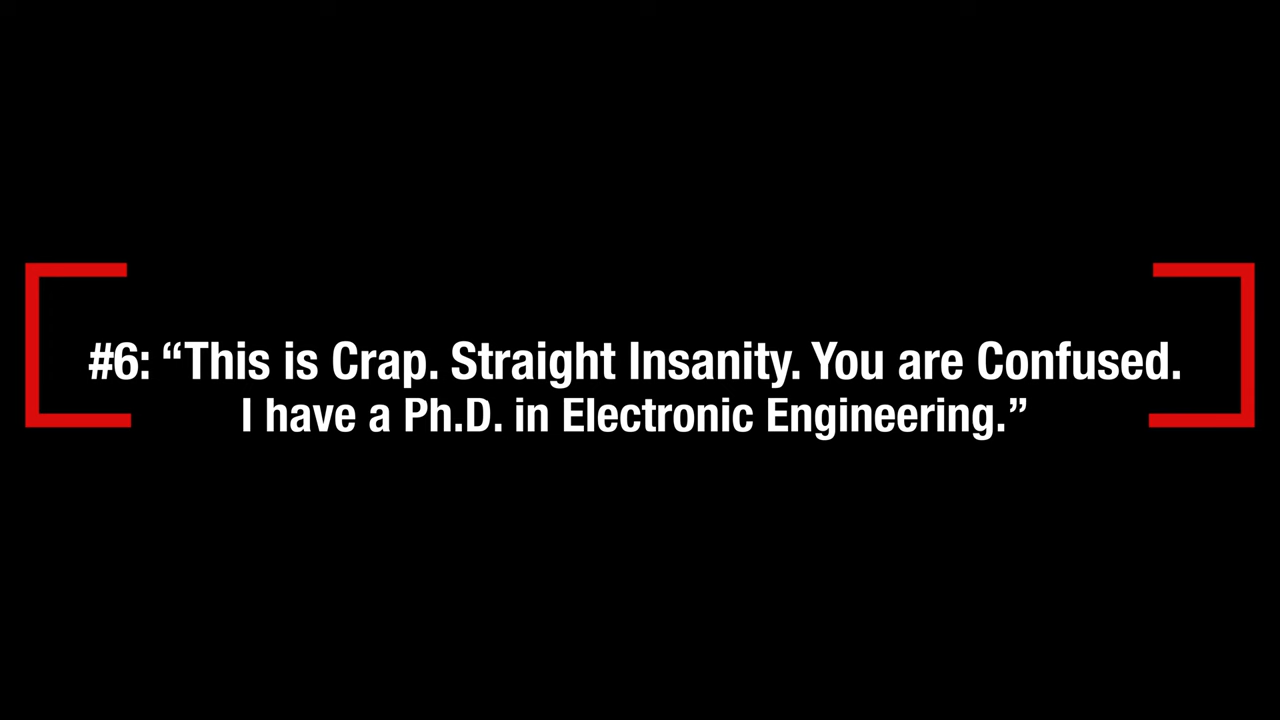 #6: “This is Crap. Straight Insanity. You are Confused.
I have a Ph.D. in Electronic Engineering.”